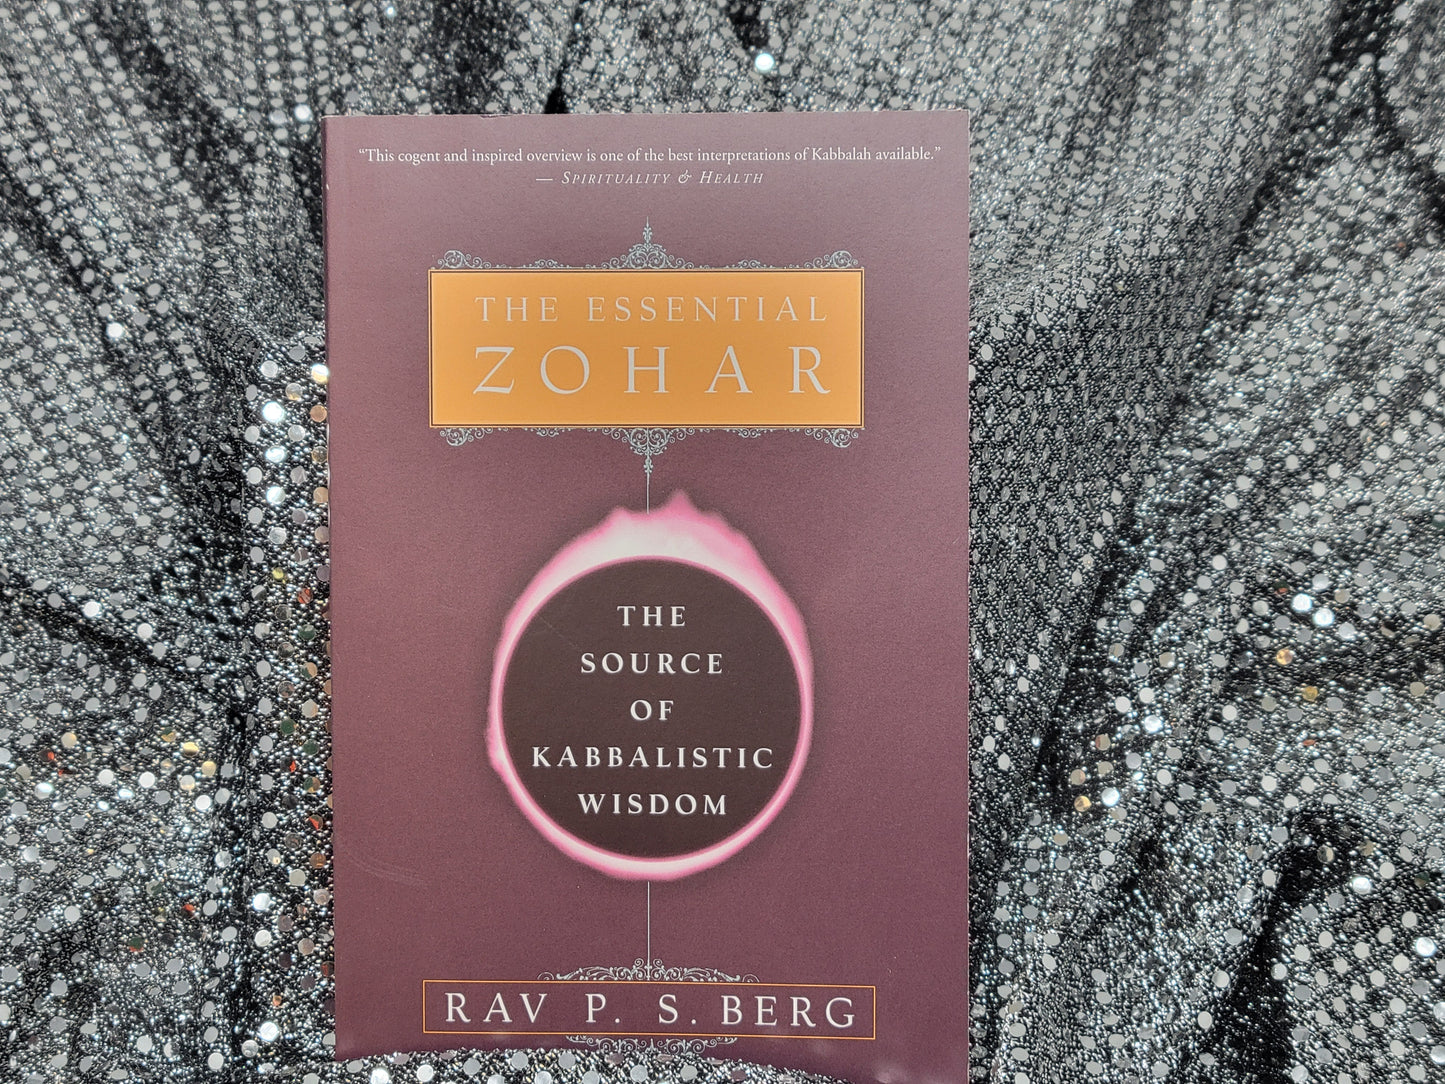 “This cogent and inspired overview is one of the best interpretations of Kabbalah available.”
— SPIRITUALITY & HEALTH
THE ESSENTIAL
ZOHAR
THE
SOURCE
OF
KABBALISTIC
WISDOM
RAV P. S. BERG